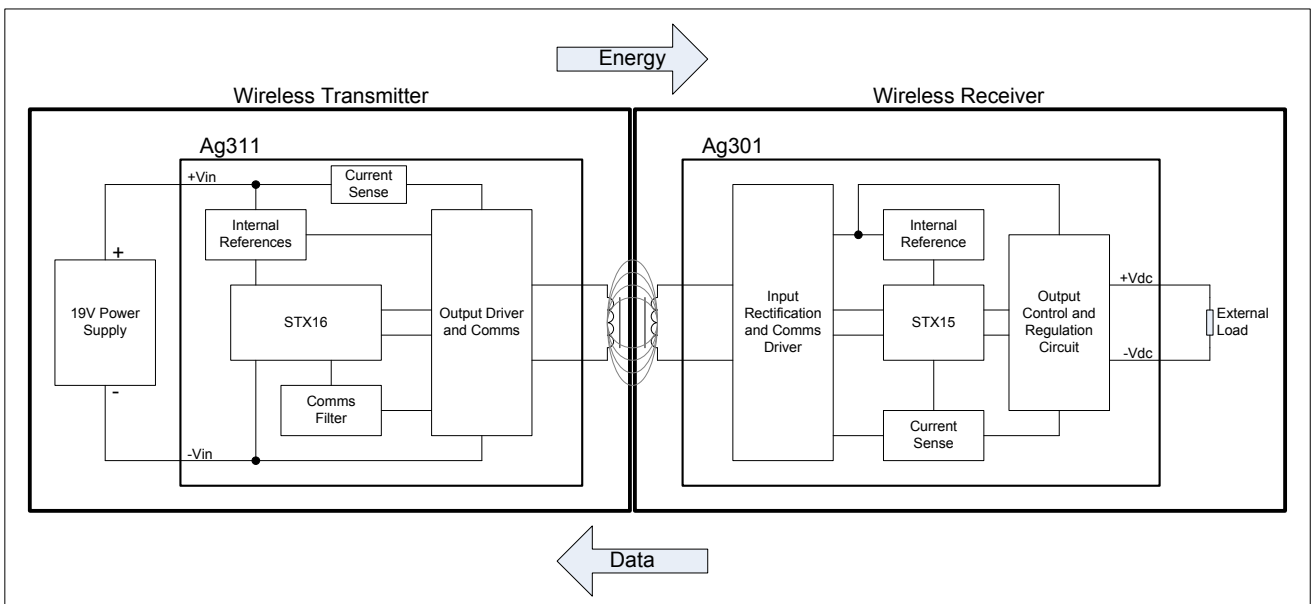 Energy
Wireless Transmitter
Wireless Receiver
Ag311
Ag301
+Vin
Current
Sense
Internal
References
+
19V Power
Supply
-
STX16
Output Driver
and Comms
Comms
Filter
-Vin
Input
Rectification
and Comms
Driver
Internal
Reference
STX15
Current
Sense
Output
Control and
Regulation
Circuit
+Vdc
-Vdc
External
Load
Data